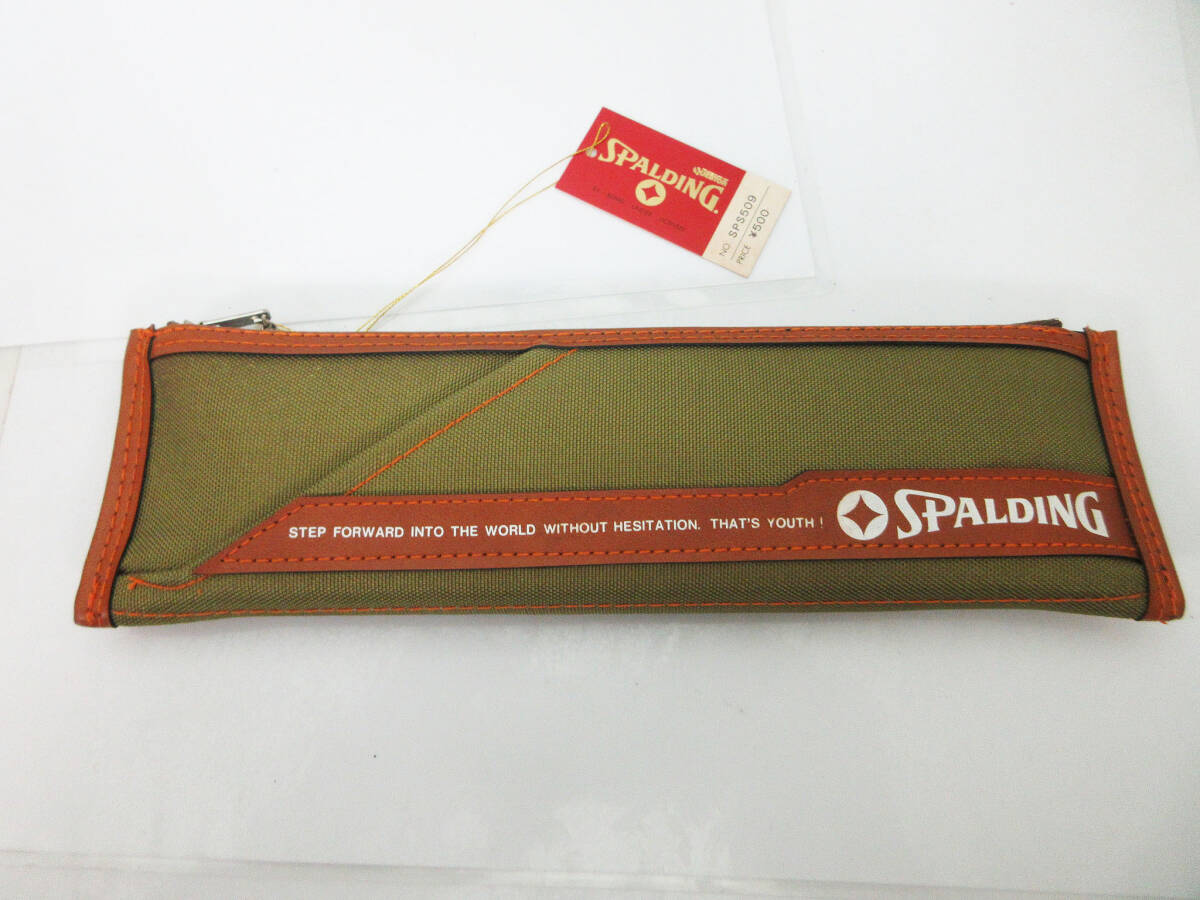 SPALDING.
NO. SPS509
PRICE ¥500
STEP FORWARD INTO THE WORLD WITHOUT HESITATION. THAT'S YOUTH !
SPALDING